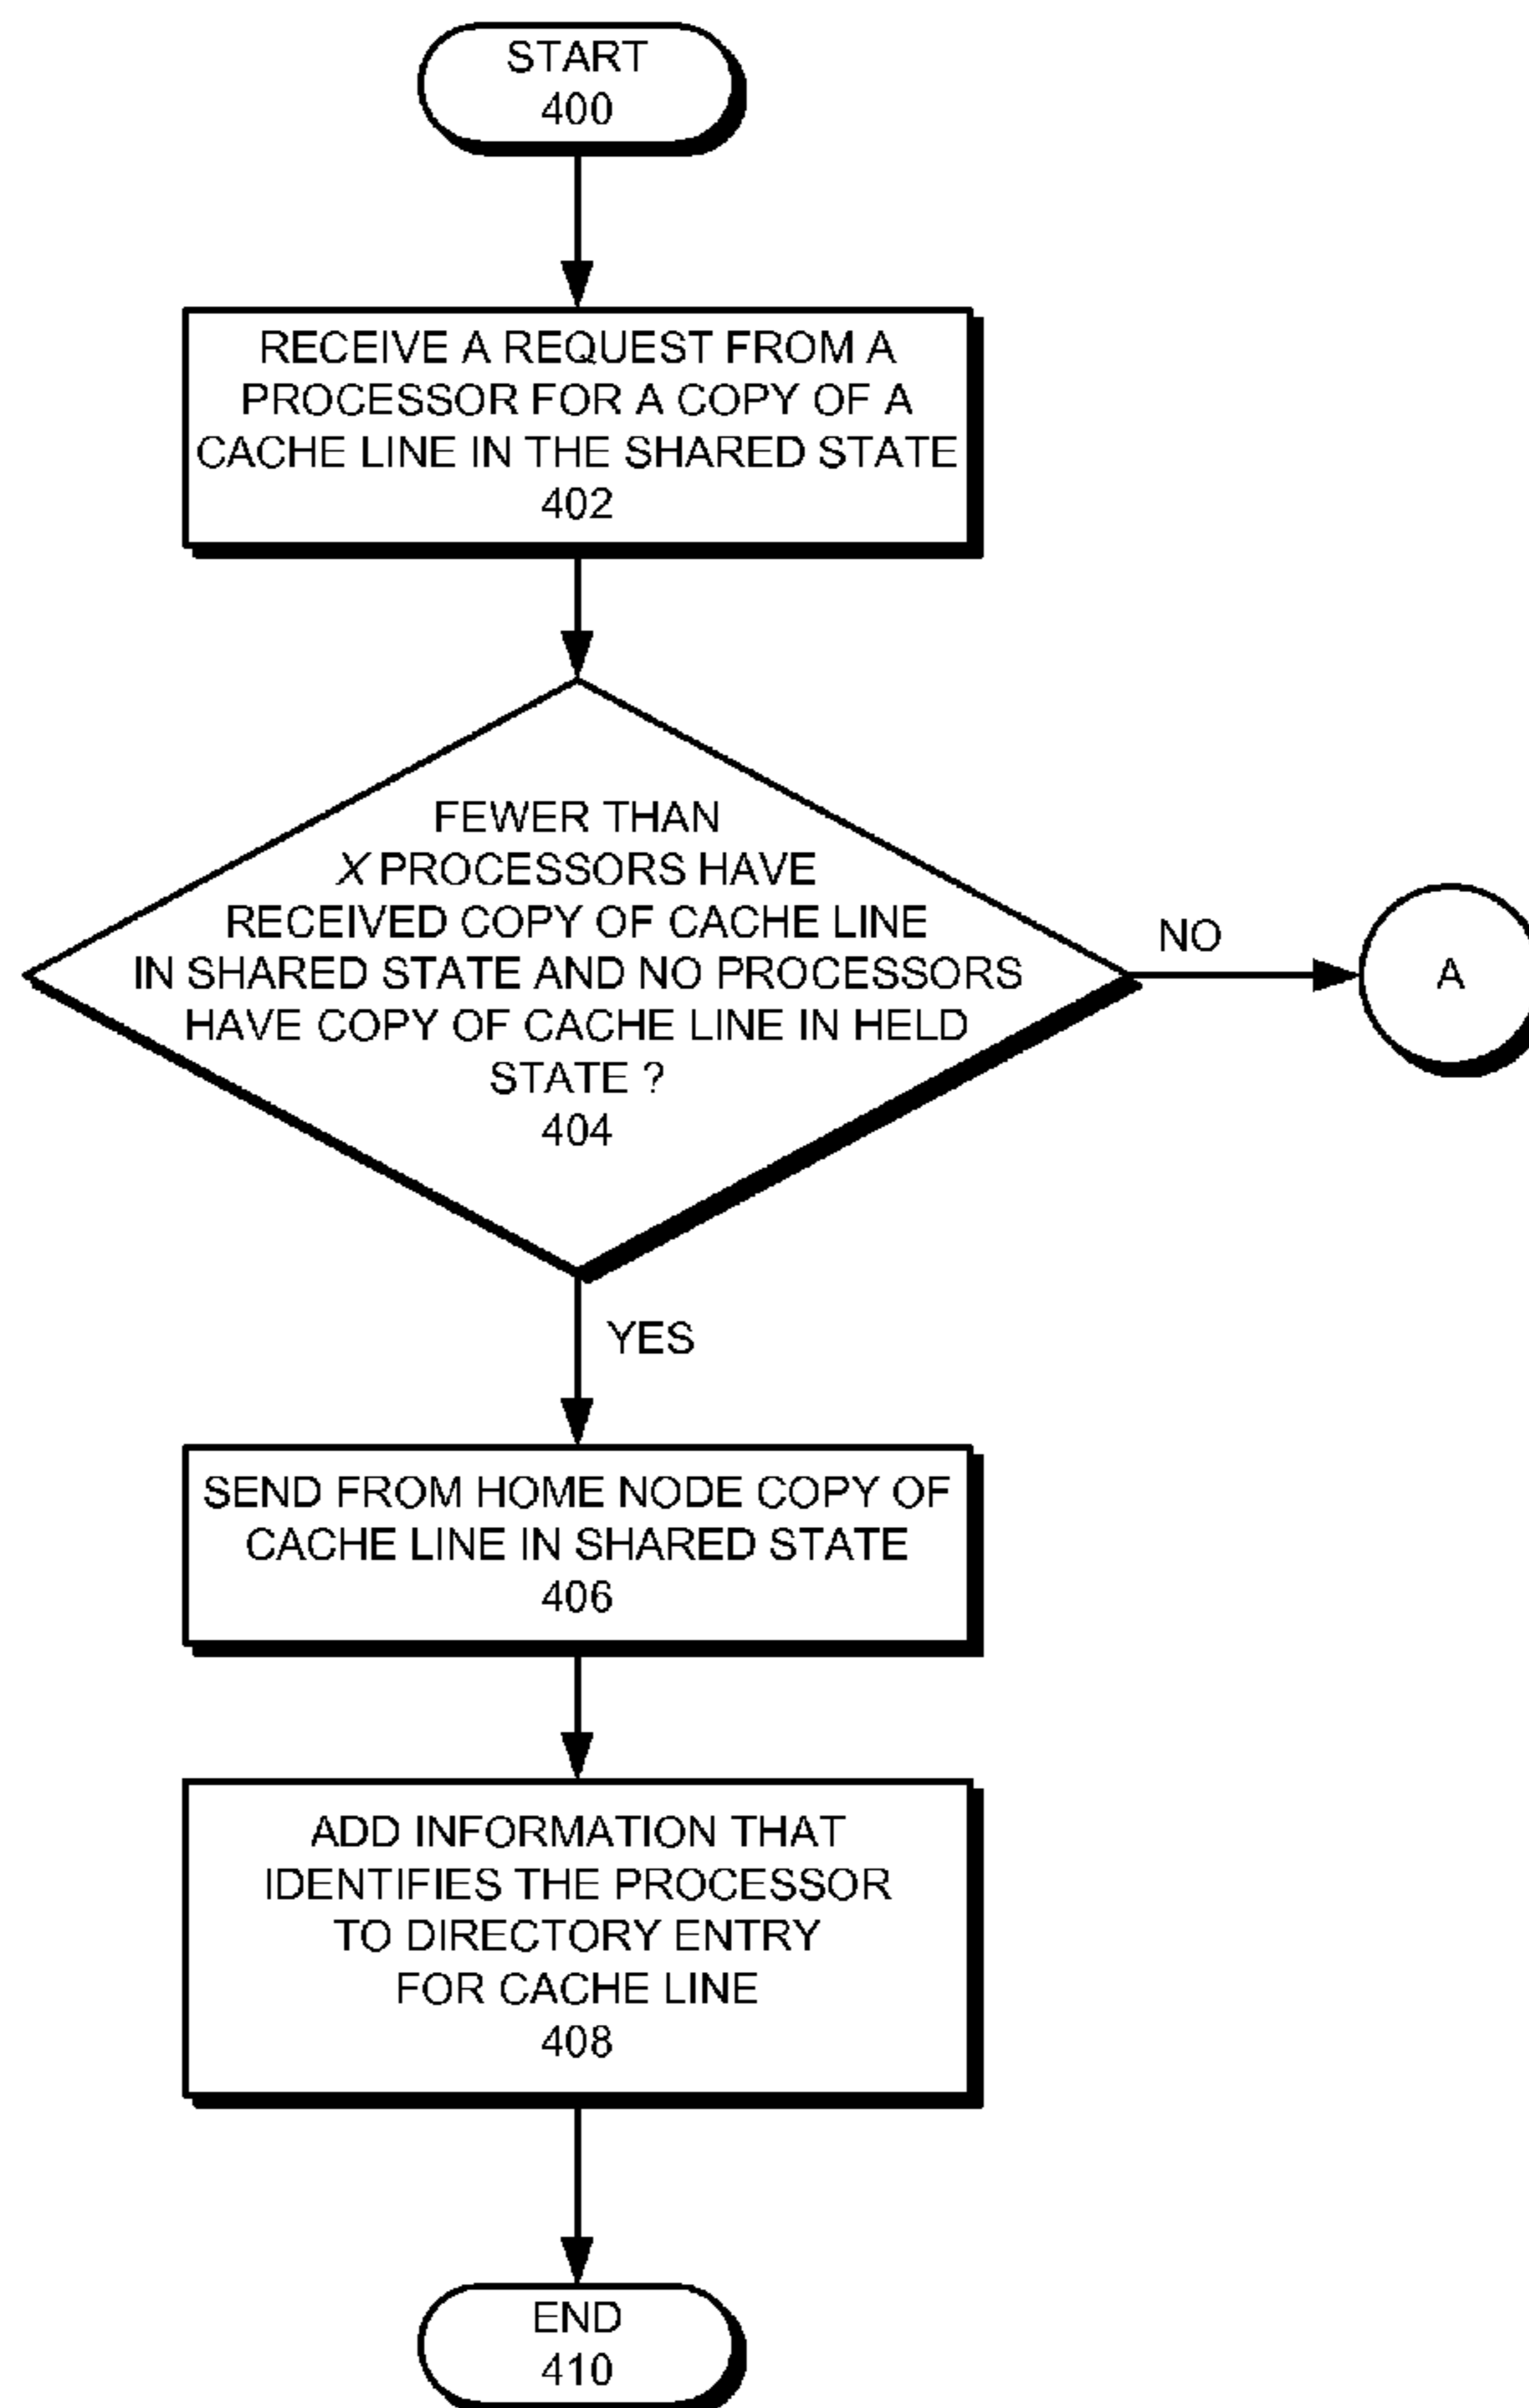 START
400
RECEIVE A REQUEST FROM A
PROCESSOR FOR A COPY OF A
CACHE LINE IN THE SHARED STATE
402
FEWER THAN
X PROCESSORS HAVE
RECEIVED COPY OF CACHE LINE
IN SHARED STATE AND NO PROCESSORS
HAVE COPY OF CACHE LINE IN HELD
STATE ?
404
NO
A
YES
SEND FROM HOME NODE COPY OF
CACHE LINE IN SHARED STATE
406
ADD INFORMATION THAT
IDENTIFIES THE PROCESSOR
TO DIRECTORY ENTRY
FOR CACHE LINE
408
END
410